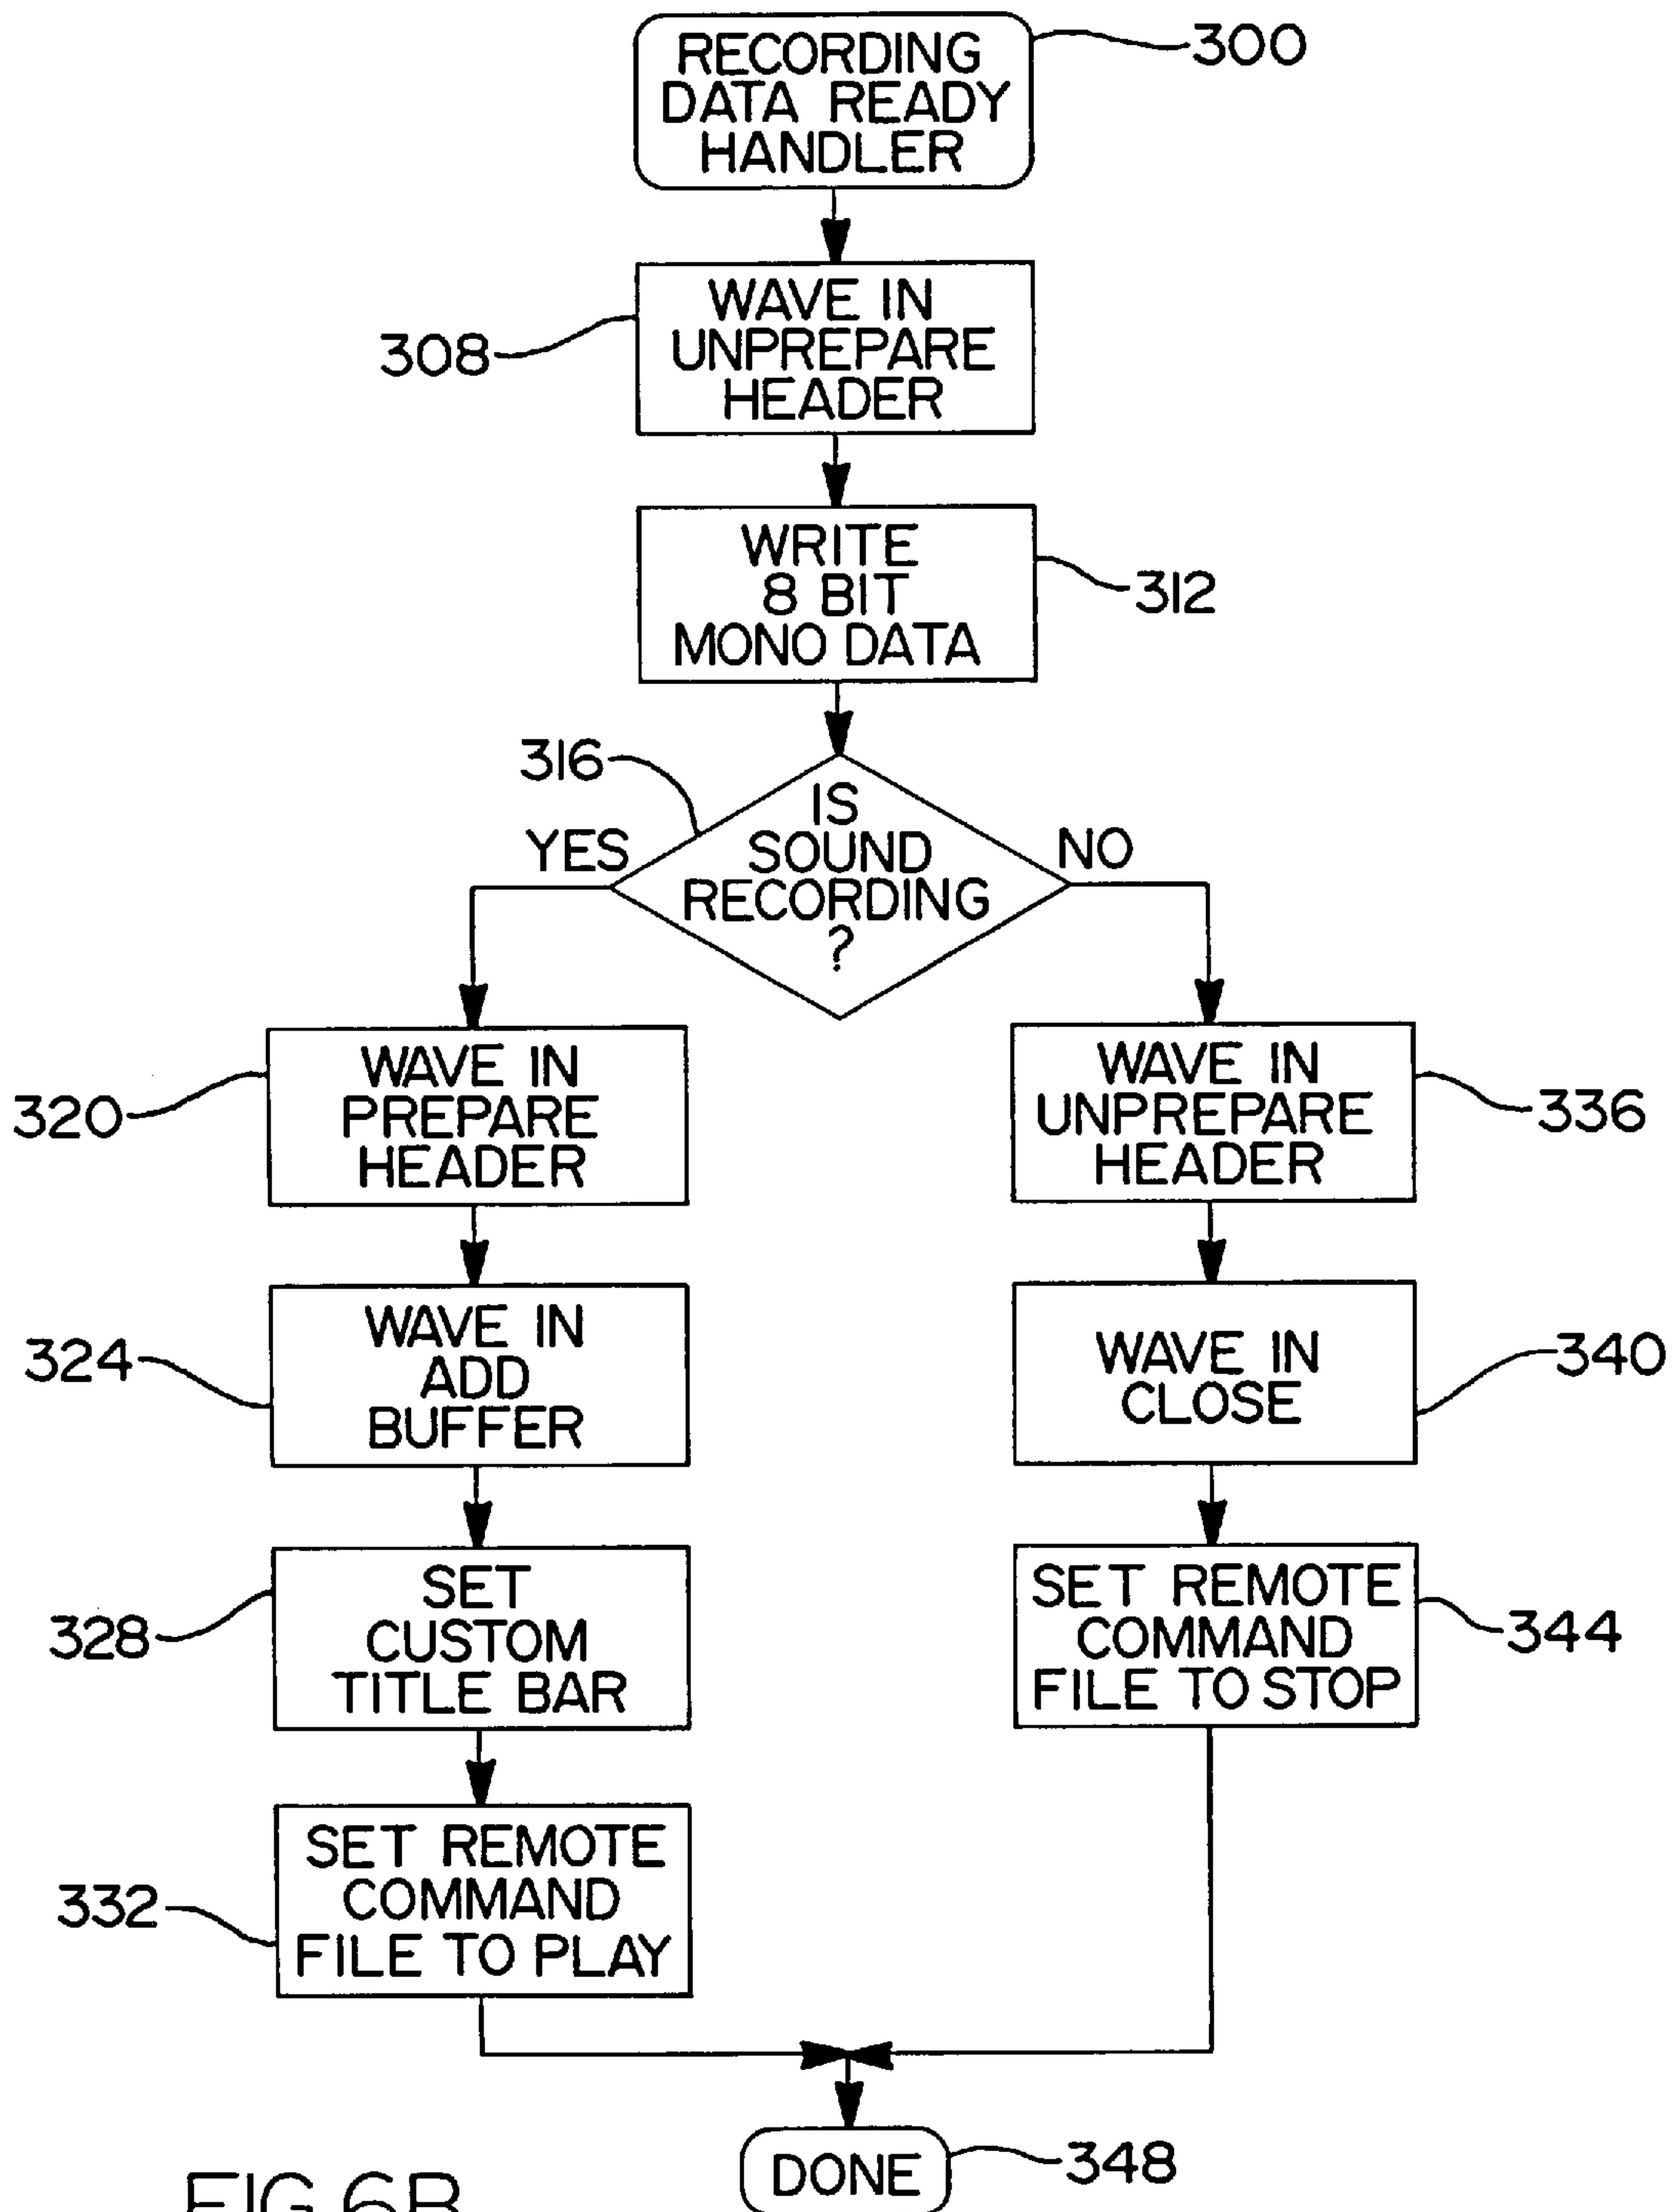 RECORDING
DATA READY
HANDLER
300
WAVE IN
UNPREPARE
HEADER
308
WRITE
8 BIT
MONO DATA
312
316
IS
SOUND
RECORDING
?
YES
NO
WAVE IN
PREPARE
HEADER
320
WAVE IN
UNPREPARE
HEADER
336
WAVE IN
ADD
BUFFER
324
WAVE IN
CLOSE
340
SET
CUSTOM
TITLE BAR
328
SET REMOTE
COMMAND
FILE TO STOP
344
SET REMOTE
COMMAND
FILE TO PLAY
332
DONE
348
FIG 6B